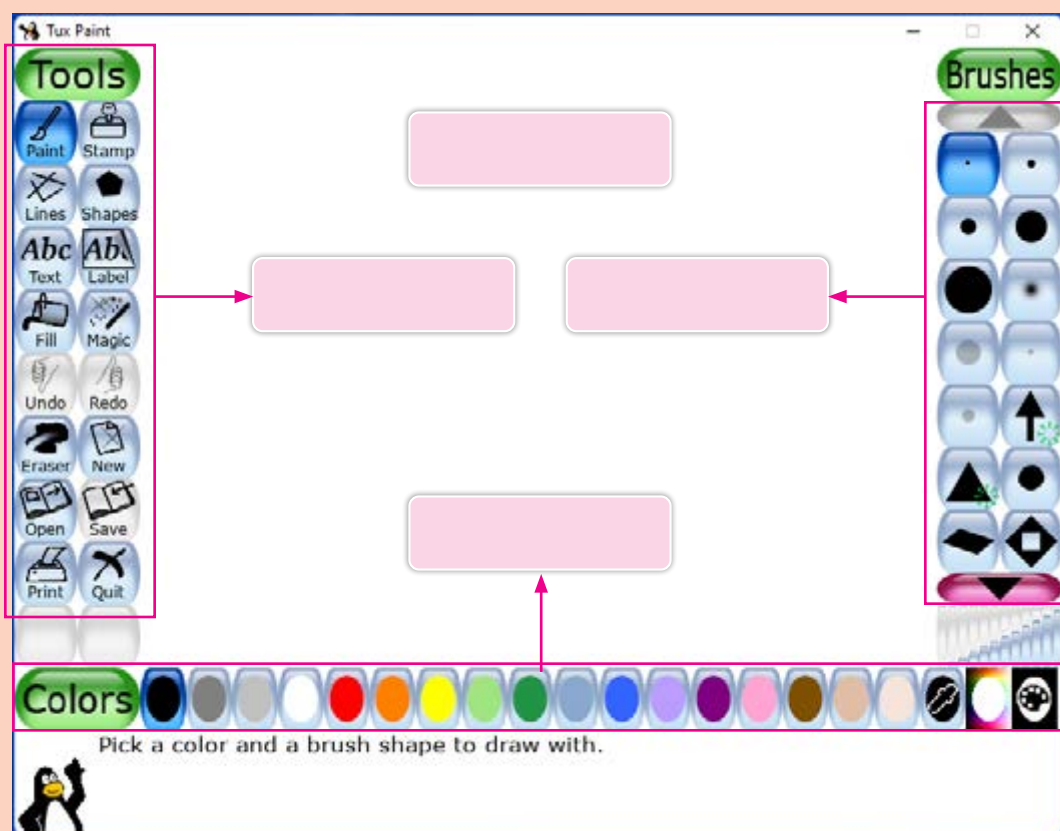 Tux Paint
Tools
Brushes
Paint Stamp
Lines Shapes
Abc Abc
Text Label
Fill Magic
Undo Redo
Eraser New
Open Save
Print Quit
Colors
Pick a color and a brush shape to draw with.